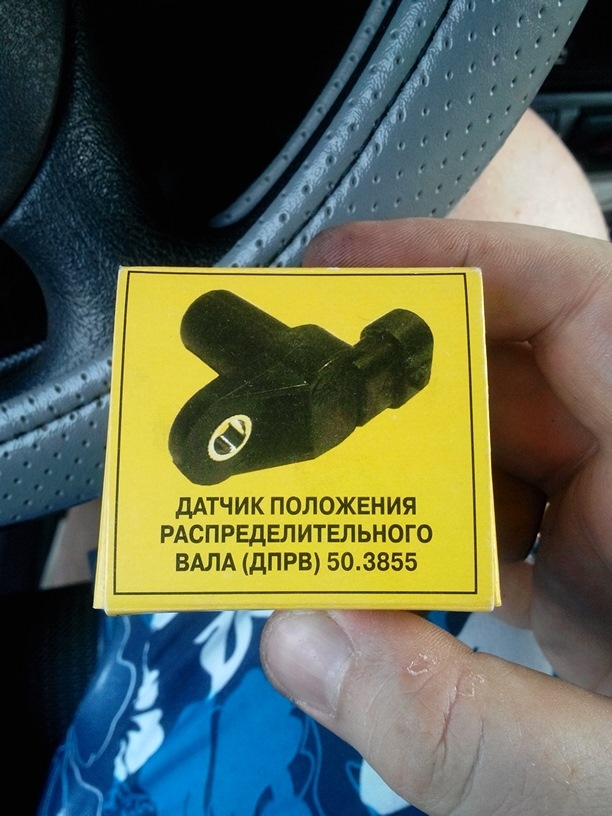 ДАТЧИК ПОЛОЖЕНИЯ
РАСПРЕДЕЛИТЕЛЬНОГО
ВАЛА (ДПРВ) 50.3855